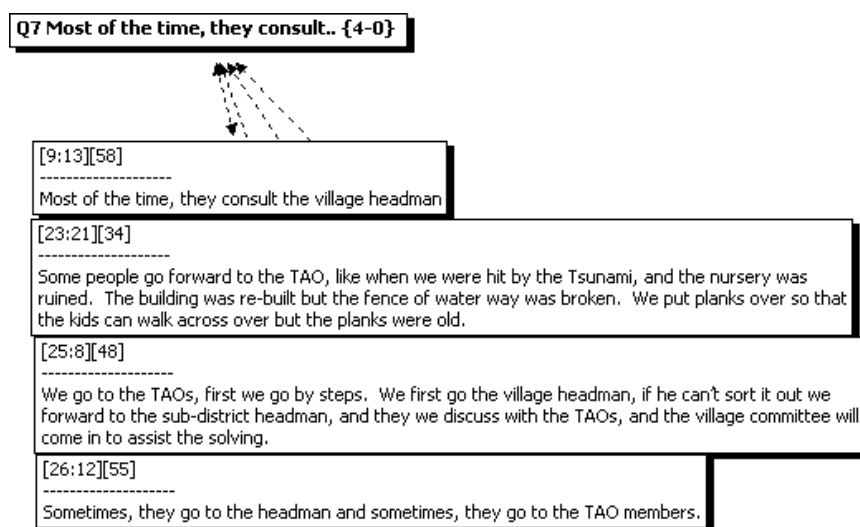 Q7 Most of the time, they consult.. {4-0}
[9:13][58]
--------------------
Most of the time, they consult the village headman
[23:21][34]
--------------------
Some people go forward to the TAO, like when we were hit by the Tsunami, and the nursery was
ruined.  The building was re-built but the fence of water way was broken.  We put planks over so that
the kids can walk across over but the planks were old.
[25:8][48]
--------------------
We go to the TAOs, first we go by steps.  We first go the village headman, if he can't sort it out we
forward to the sub-district headman, and they we discuss with the TAOs, and the village committee will
come in to assist the solving.
[26:12][55]
--------------------
Sometimes, they go to the headman and sometimes, they go to the TAO members.